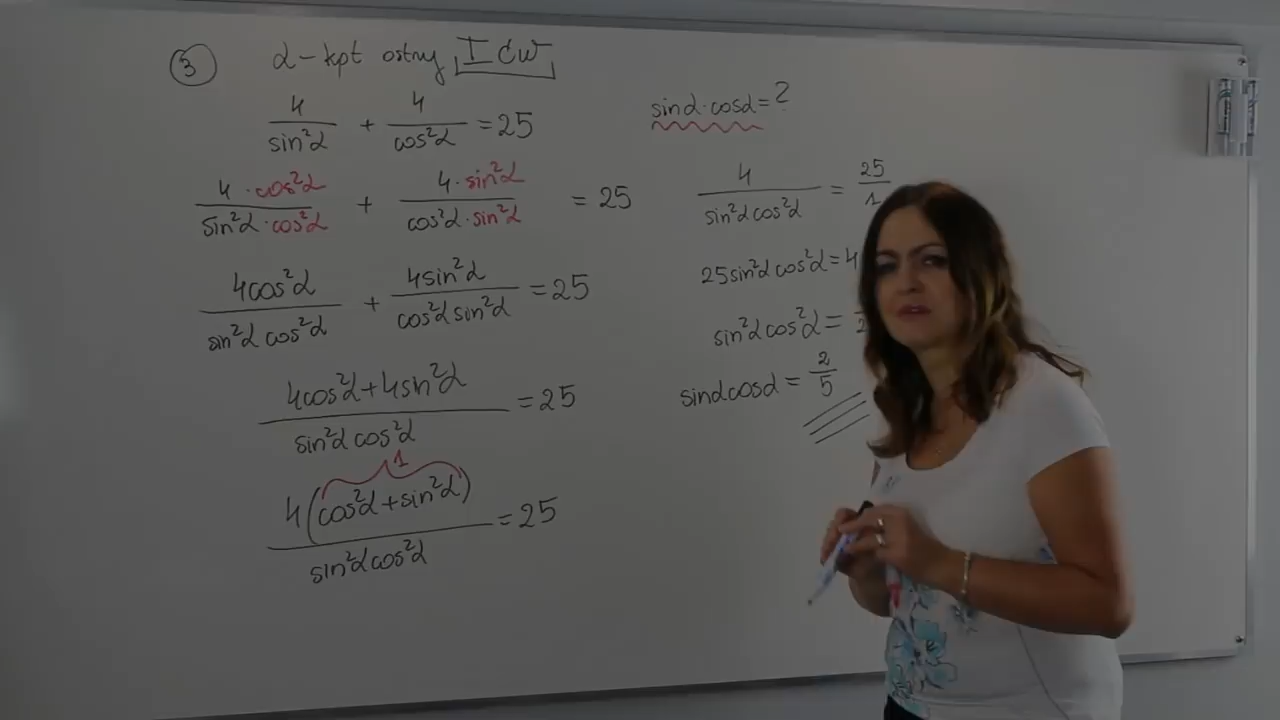 3 α-kąt ostry I ćw
4/sin²α + 4/cos²α = 25
4·cos²α/sin²α·cos²α + 4·sin²α/cos²α·sin²α = 25
4cos²α/sin²α cos²α + 4sin²α/cos²α sin²α = 25
4cos²α+4sin²α/sin²α cos²α = 25
1
4(cos²α+sin²α)/sin²α cos²α = 25
sinα·cosα=?
4/sin²α cos²α = 25/1
25sin²α cos²α=4
sin²α cos²α=
sinα cosα = 2/5